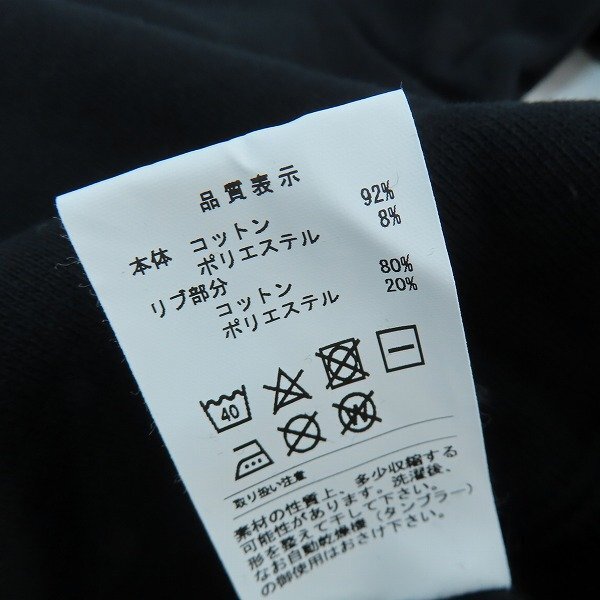 品質表示
本体 コットン 92%
ポリエステル 8%
リブ部分
コットン 80%
ポリエステル 20%
40
W
取り扱い注意
素材の性質上、多少収縮する
可能性があります。洗濯後、
形を整えて干して下さい。
なお自動乾燥機(タンブラー)
の御使用はおさけ下さい。